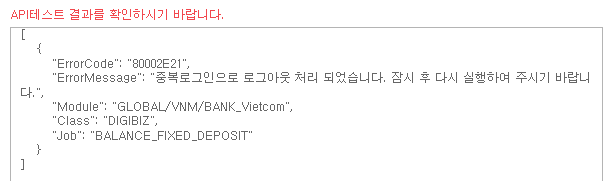 API테스트 결과를 확인하시기 바랍니다.
[
{
"ErrorCode": "80002E21",
"ErrorMessage": "중복로그인으로 로그아웃 처리 되었습니다. 잠시 후 다시 실행하여 주시기 바랍니
다.",
"Module": "GLOBAL/VNM/BANK_Vietcom",
"Class": "DIGIBIZ",
"Job": "BALANCE_FIXED_DEPOSIT"
}
]